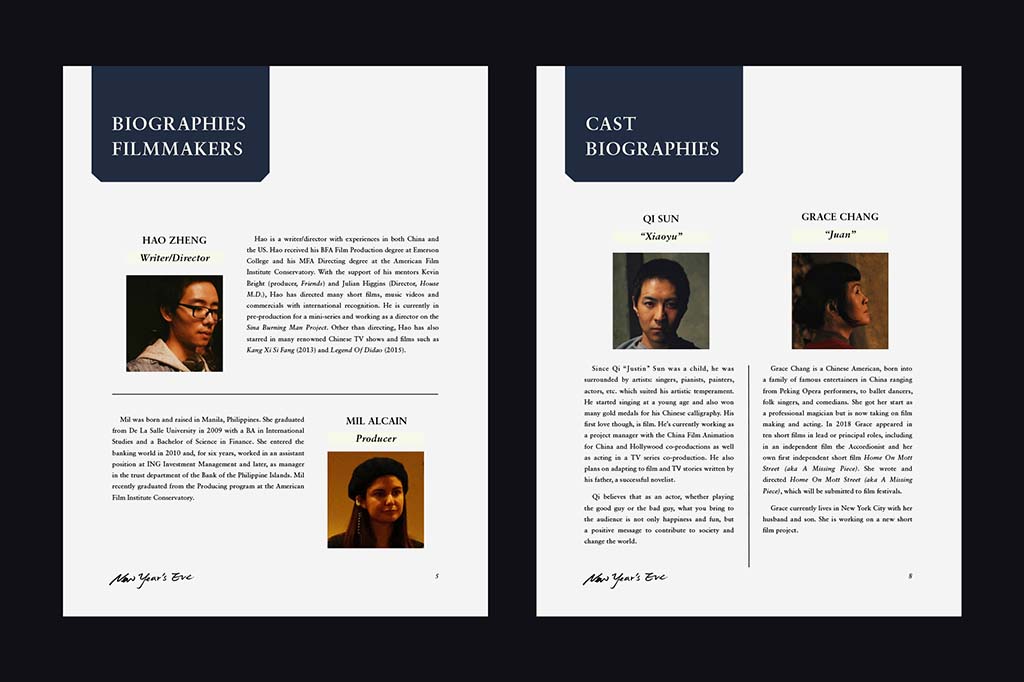 BIOGRAPHIES
FILMMAKERS
HAO ZHENG
Writer/Director
Hao is a writer/director with experiences in both China and
the US. Hao received his BFA Film Production degree at Emerson
College and his MFA Directing degree at the American Film
Institute Conservatory. With the support of his mentors Kevin
Bright (producer, Friends) and Julian Higgins (Director, House
M.D.), Hao has directed many short films, music videos and
commercials with international recognition. He is currently in
pre-production for a mini-series and working as a director on the
Sina Burning Man Project. Other than directing, Hao has also
starred in many renowned Chinese TV shows and films such as
Kang Xi Si Fang (2013) and Legend Of Didao (2015).
Mil was born and raised in Manila, Philippines. She graduated
from De La Salle University in 2009 with a BA in International
Studies and a Bachelor of Science in Finance. She entered the
banking world in 2010 and, for six years, worked in an assistant
position at ING Investment Management and later, as manager
in the trust department of the Bank of the Philippine Islands. Mil
recently graduated from the Producing program at the American
Film Institute Conservatory.
MIL ALCAIN
Producer
New Year's Eve
5
CAST
BIOGRAPHIES
QI SUN
“Xiaoyu”
Since Qi “Justin” Sun was a child, he was
surrounded by artists: singers, pianists, painters,
actors, etc. which suited his artistic temperament.
He started singing at a young age and also won
many gold medals for his Chinese calligraphy. His
first love though, is film. He's currently working as
a project manager with the China Film Animation
for China and Hollywood co-productions as well
as acting in a TV series co-production. He also
plans on adapting to film and TV stories written by
his father, a successful novelist.
Qi believes that as an actor, whether playing
the good guy or the bad guy, what you bring to
the audience is not only happiness and fun, but
a positive message to contribute to society and
change the world.
GRACE CHANG
“Juan”
Grace Chang is a Chinese American, born into
a family of famous entertainers in China ranging
from Peking Opera performers, to ballet dancers,
folk singers, and comedians. She got her start as
a professional magician but is now taking on film
making and acting. In 2018 Grace appeared in
ten short films in lead or principal roles, including
in an independent film the Accordionist and her
own first independent short film Home On Mott
Street (aka A Missing Piece). She wrote and
directed Home On Mott Street (aka A Missing
Piece), which will be submitted to film festivals.
Grace currently lives in New York City with her
husband and son. She is working on a new short
film project.
New Year's Eve
8